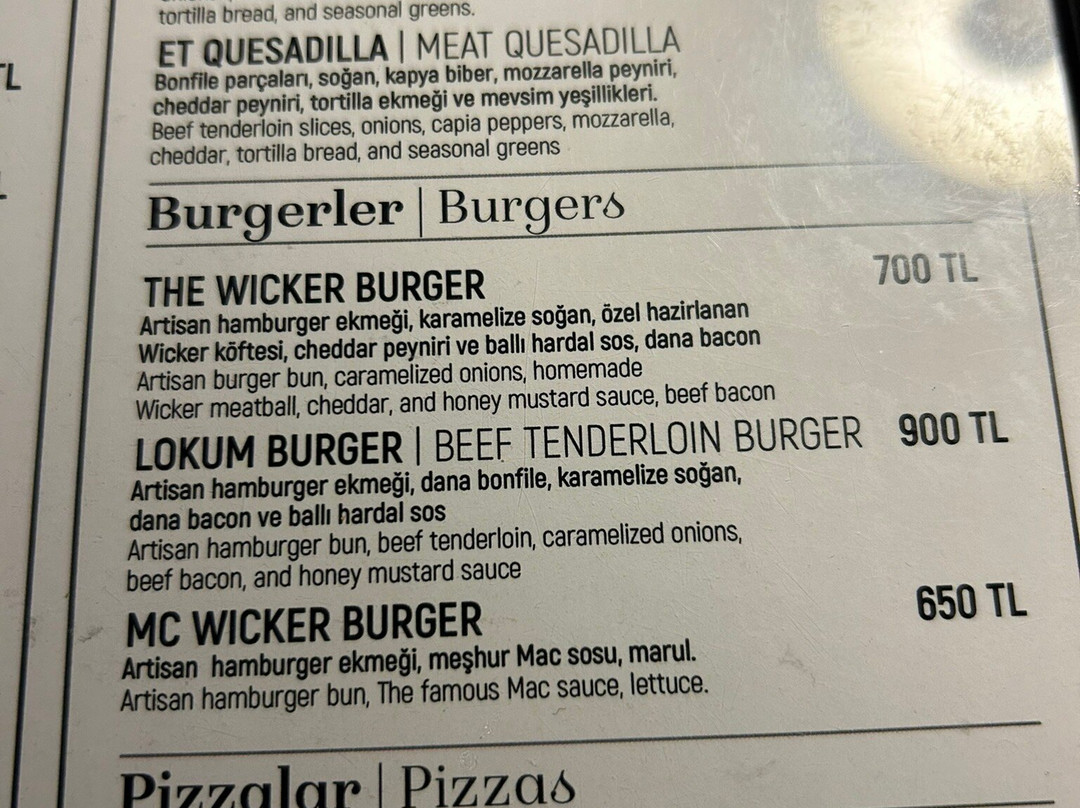 tortilla bread, and seasonal greens.
ET QUESADILLA | MEAT QUESADILLA
Bonfile parçaları, soğan, kapya biber, mozzarella peyniri,
cheddar peyniri, tortilla ekmeği ve mevsim yeşillikleri.
Beef tenderloin slices, onions, capia peppers, mozzarella,
cheddar, tortilla bread, and seasonal greens
Burgerler | Burgers
THE WICKER BURGER 700 TL
Artisan hamburger ekmeği, karamelize soğan, özel hazirlanan
Wicker köftesi, cheddar peyniri ve ballı hardal sos, dana bacon
Artisan burger bun, caramelized onions, homemade
Wicker meatball, cheddar, and honey mustard sauce, beef bacon
LOKUM BURGER | BEEF TENDERLOIN BURGER 900 TL
Artisan hamburger ekmeği, dana bonfile, karamelize soğan,
dana bacon ve ballı hardal sos
Artisan hamburger bun, beef tenderloin, caramelized onions,
beef bacon, and honey mustard sauce
MC WICKER BURGER 650 TL
Artisan hamburger ekmeği, meşhur Mac sosu, marul.
Artisan hamburger bun, The famous Mac sauce, lettuce.
Pizzalar | Pizzas